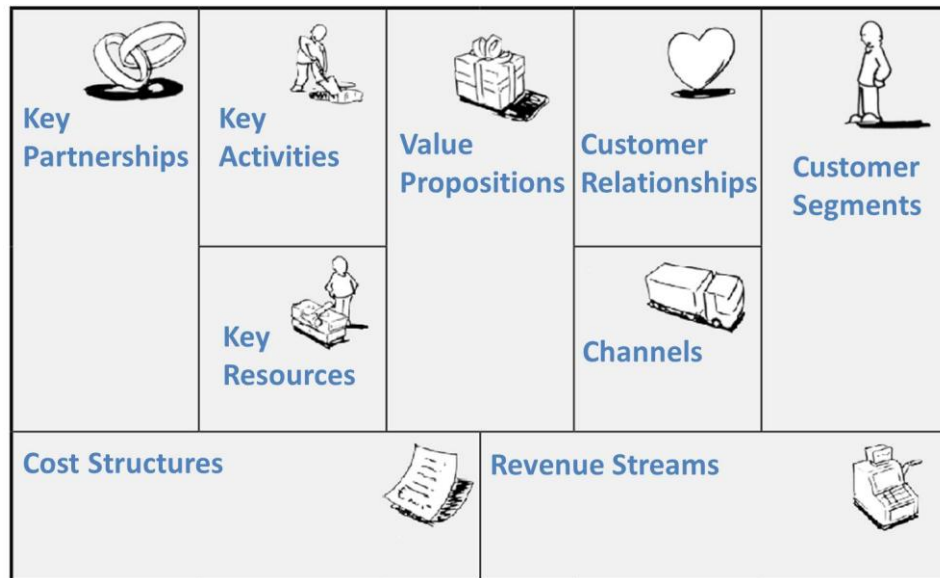 Key
Partnerships
Key
Activities
Key
Resources
Value
Propositions
Customer
Relationships
Channels
Customer
Segments
Cost Structures
Revenue Streams